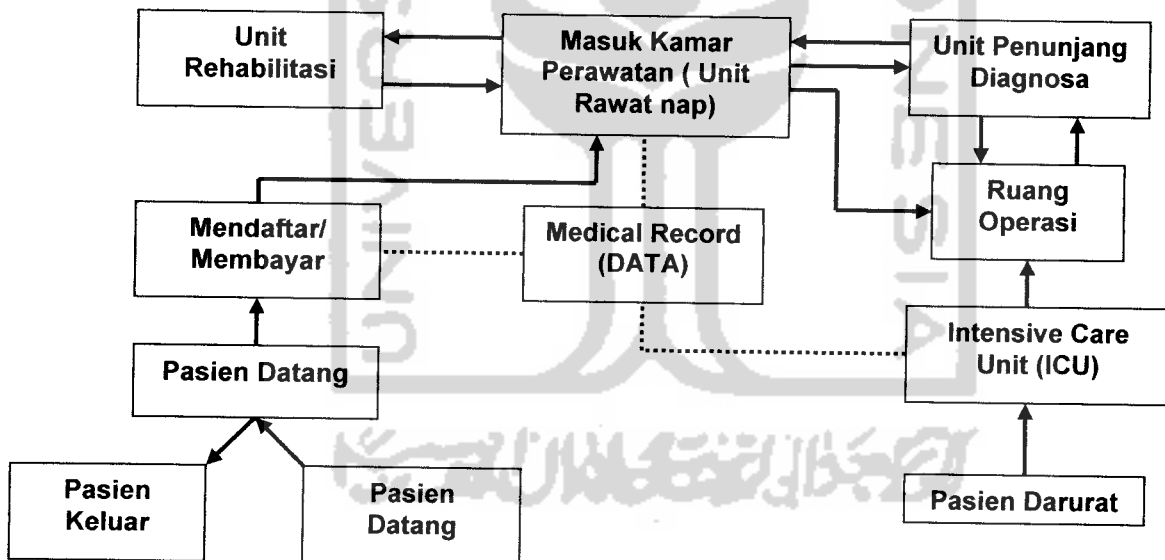 Unit
Rehabilitasi
Masuk Kamar
Perawatan ( Unit
Rawat nap)
Unit Penunjang
Diagnosa
Ruang
Operasi
Mendaftar/
Membayar
Medical Record
(DATA)
Intensive Care
Unit (ICU)
Pasien Datang
Pasien
Keluar
Pasien
Datang
Pasien Darurat